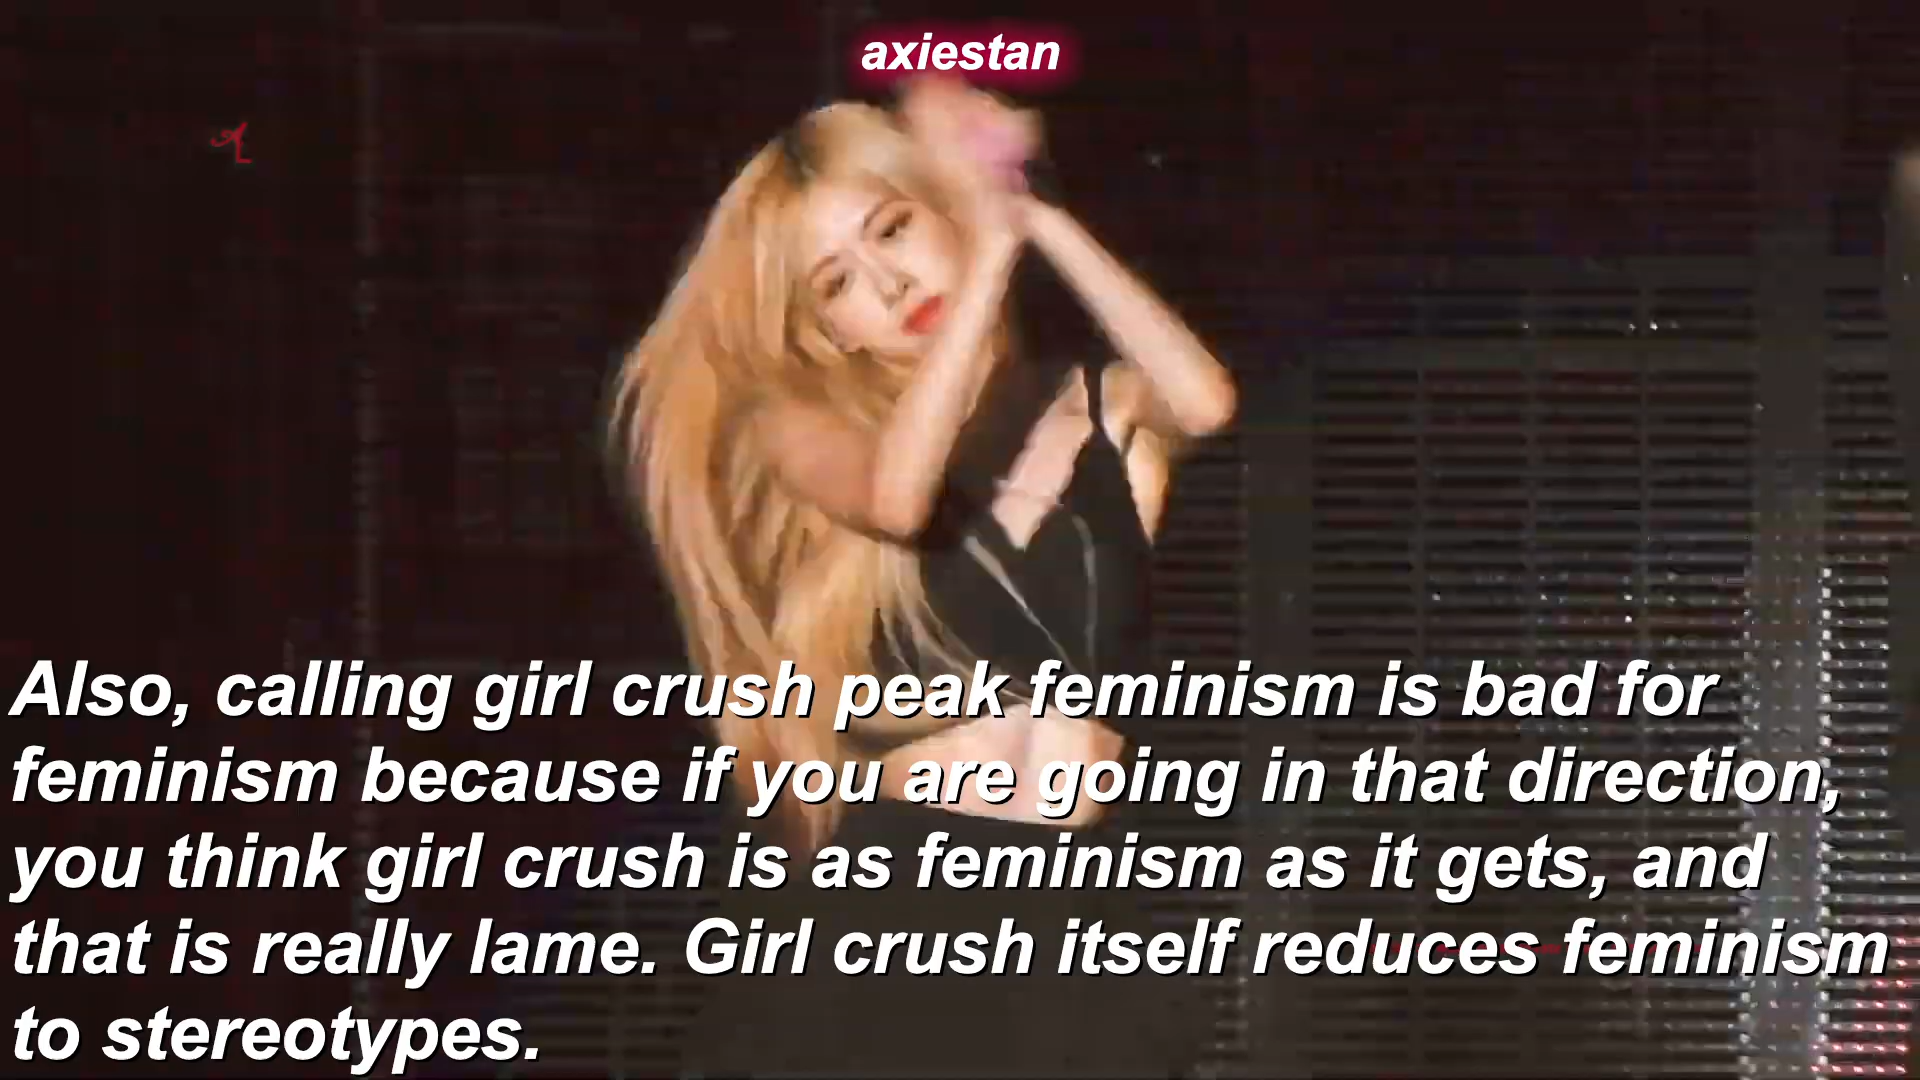 axiestan
Also, calling girl crush peak feminism is bad for
feminism because if you are going in that direction,
you think girl crush is as feminism as it gets, and
that is really lame. Girl crush itself reduces feminism
to stereotypes.